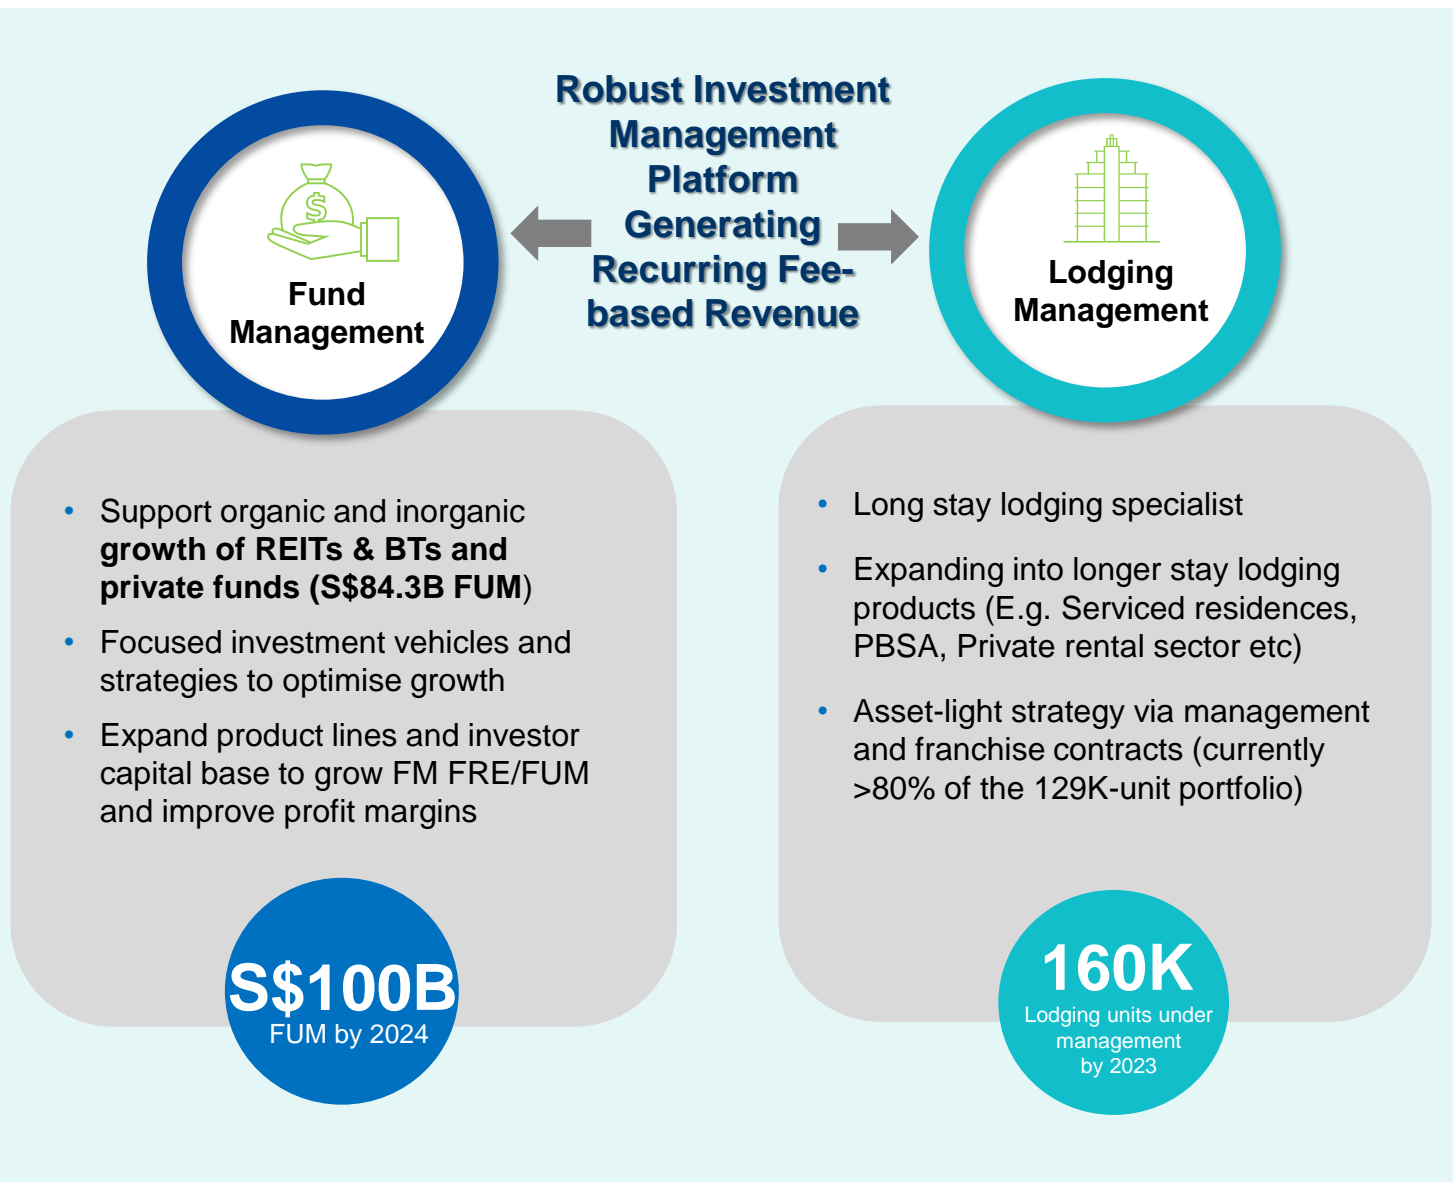 Robust Investment
Management
Platform
Generating
Recurring Fee-
based Revenue
$
Fund
Management
Lodging
Management
• Support organic and inorganic
growth of REITs & BTs and
private funds (S$84.3B FUM)
• Focused investment vehicles and
strategies to optimise growth
• Expand product lines and investor
capital base to grow FM FRE/FUM
and improve profit margins
S$100B
FUM by 2024
• Long stay lodging specialist
• Expanding into longer stay lodging
products (E.g. Serviced residences,
PBSA, Private rental sector etc)
• Asset-light strategy via management
and franchise contracts (currently
>80% of the 129K-unit portfolio)
160K
Lodging units under
management
by 2023